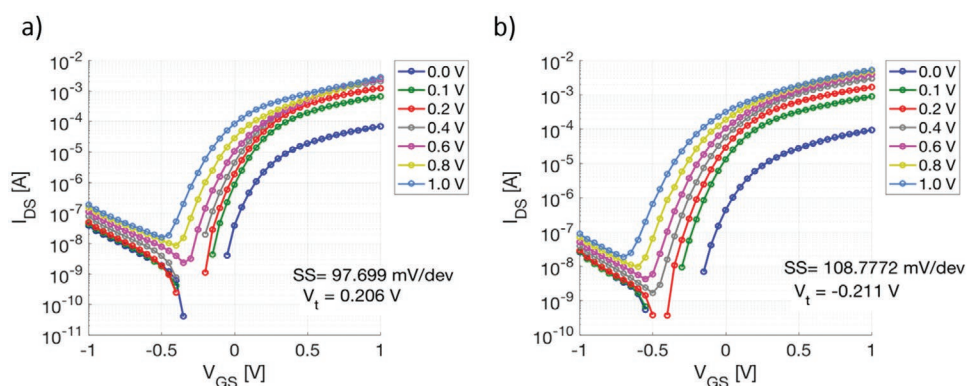 a)
10^-2
10^-3
10^-4
10^-5
10^-6
10^-7
10^-8
10^-9
10^-10
10^-11
I_DS [A]
-1 -0.5 0 0.5 1
V_GS [V]
SS= 97.699 mV/dev
V_t = 0.206 V
0.0 V
0.1 V
0.2 V
0.4 V
0.6 V
0.8 V
1.0 V
b)
10^-2
10^-3
10^-4
10^-5
10^-6
10^-7
10^-8
10^-9
10^-10
I_DS [A]
-1 -0.5 0 0.5 1
V_GS [V]
SS= 108.7772 mV/dev
V_t = -0.211 V
0.0 V
0.1 V
0.2 V
0.4 V
0.6 V
0.8 V
1.0 V